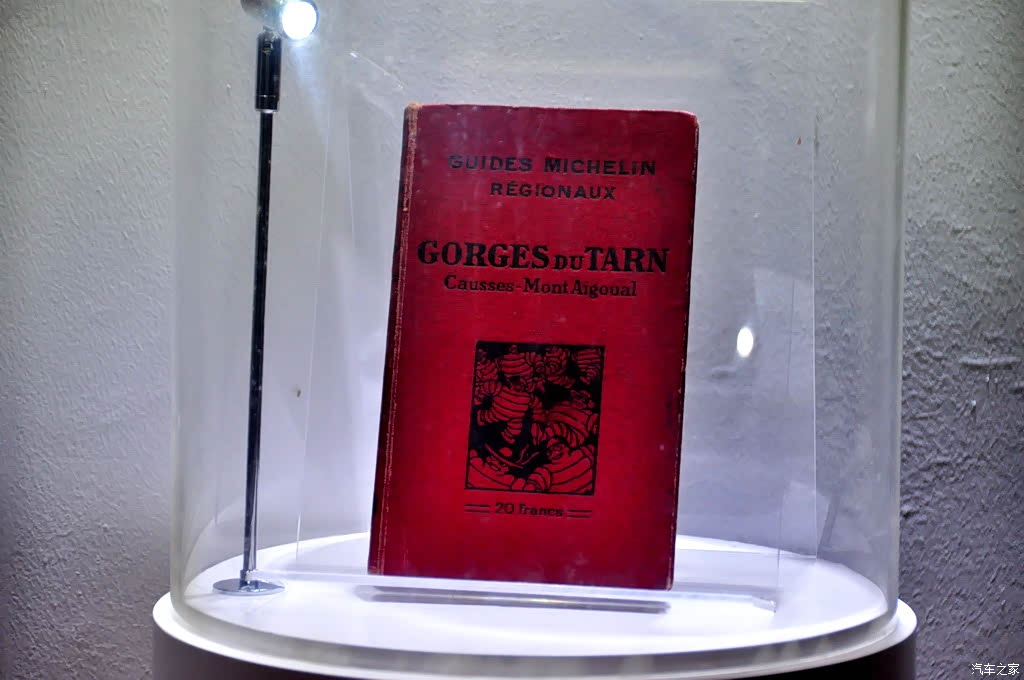 GUIDES MICHELIN
RÉGIONAUX
GORGES DU TARN
Causses-Mont Aigoual
20 francs
汽车之家